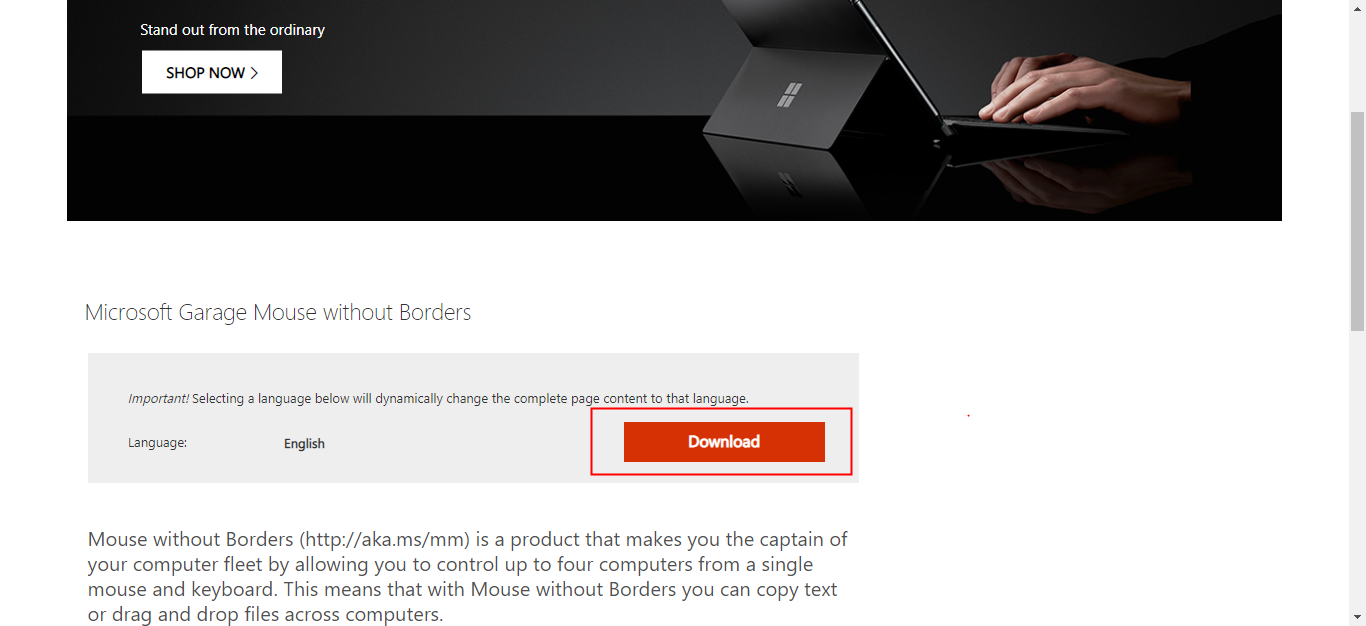 Stand out from the ordinary
SHOP NOW >
Microsoft Garage Mouse without Borders
Important! Selecting a language below will dynamically change the complete page content to that language.
Language: English Download
Mouse without Borders (http://aka.ms/mm) is a product that makes you the captain of
your computer fleet by allowing you to control up to four computers from a single
mouse and keyboard. This means that with Mouse without Borders you can copy text
or drag and drop files across computers.